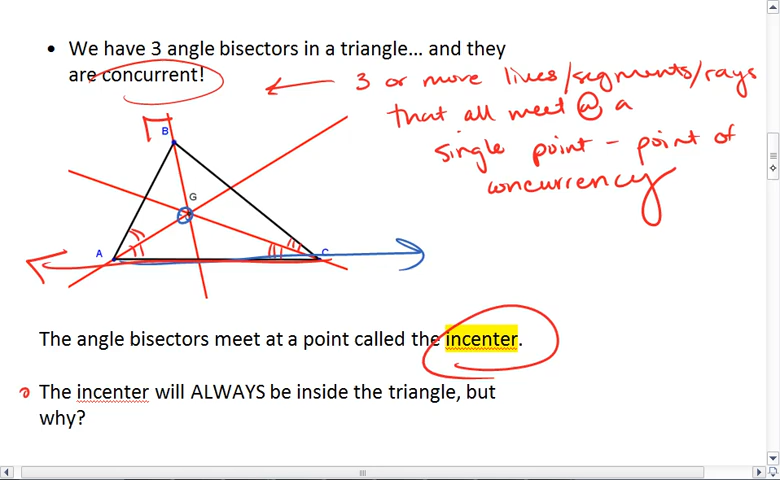 • We have 3 angle bisectors in a triangle... and they
are concurrent!
3 or more lines/segments/rays
that all meet @ a
single point - point of
concurrency
B
G
A
C
The angle bisectors meet at a point called the incenter.
The incenter will ALWAYS be inside the triangle, but
why?